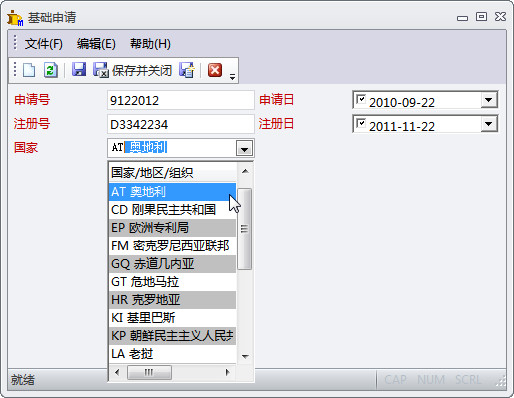 基础申请
文件(F) 编辑(E) 帮助(H)
保存并关闭
申请号 9122012 申请日 2010-09-22
注册号 D3342234 注册日 2011-11-22
国家 AT 奥地利
国家/地区/组织
AT 奥地利
CD 刚果民主共和国
EP 欧洲专利局
FM 密克罗尼西亚联邦
GQ 赤道几内亚
GT 危地马拉
HR 克罗地亚
KI 基里巴斯
KP 朝鲜民主主义人民共
LA 老挝
就绪 CAP NUM SCRL